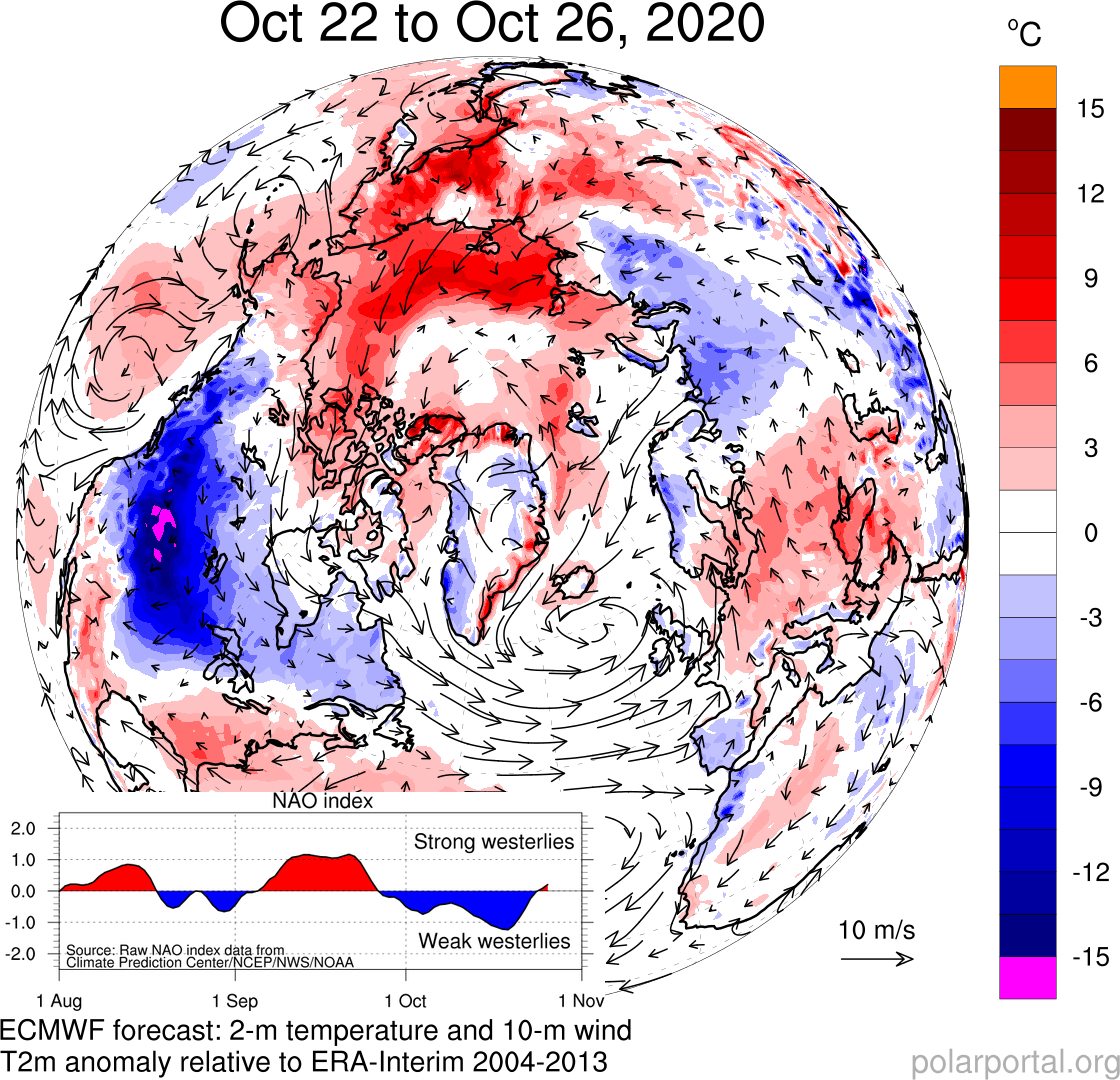 Oct 22 to Oct 26, 2020
°C
15
12
9
6
3
0
-3
-6
-9
-12
-15
10 m/s
NAO index
2.0
1.0
0.0
-1.0
-2.0
Strong westerlies
Weak westerlies
Source: Raw NAO index data from
Climate Prediction Center/NCEP/NWS/NOAA
1 Aug 1 Sep 1 Oct 1 Nov
ECMWF forecast: 2-m temperature and 10-m wind
T2m anomaly relative to ERA-Interim 2004-2013
polarportal.org